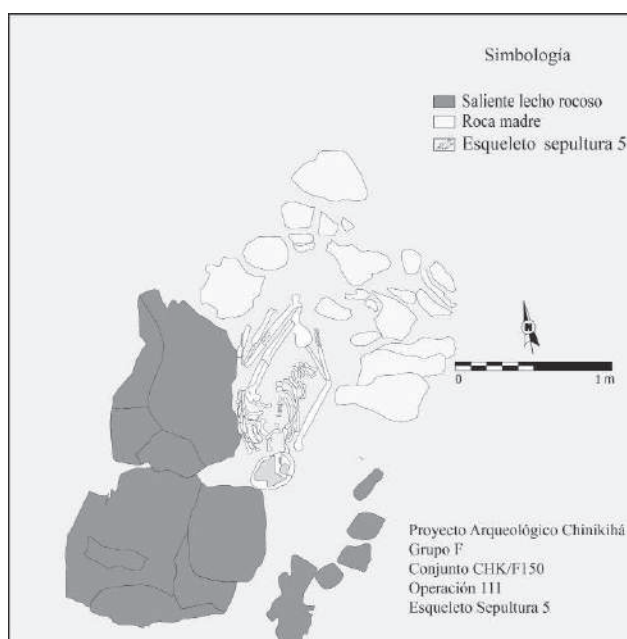 Simbología
Saliente lecho rocoso
Roca madre
Esqueleto sepultura 5
N
0 1 m
Proyecto Arqueológico Chinikihá
Grupo F
Conjunto CHK/F150
Operación 111
Esqueleto Sepultura 5